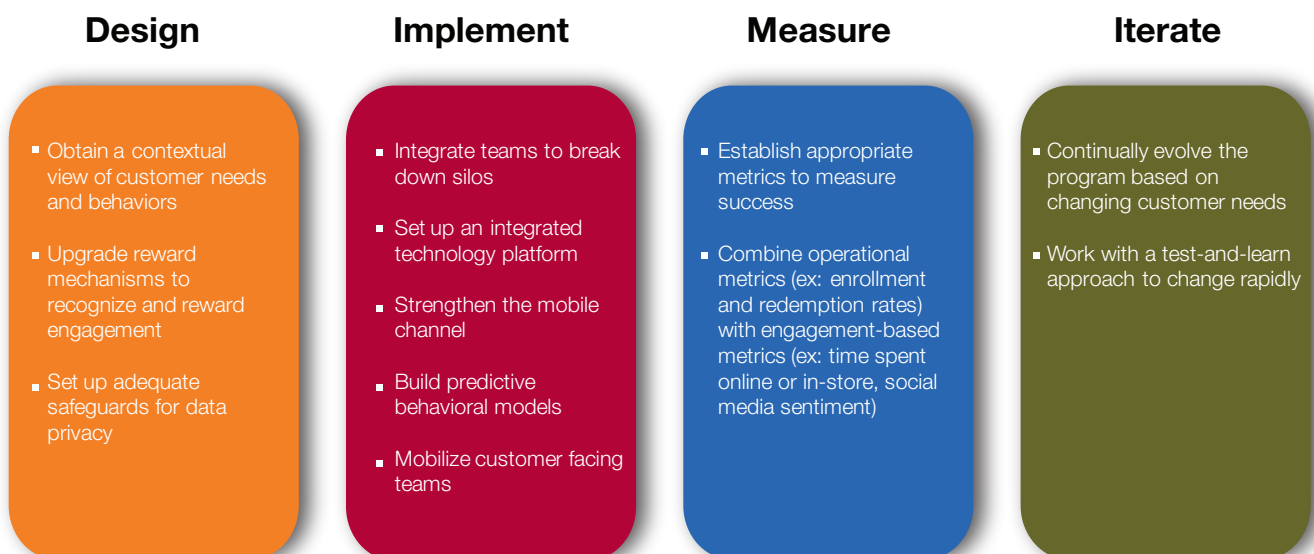 Design
Obtain a contextual
view of customer needs
and behaviors
Upgrade reward
mechanisms to
recognize and reward
engagement
Set up adequate
safeguards for data
privacy
Implement
Integrate teams to break
down silos
Set up an integrated
technology platform
Strengthen the mobile
channel
Build predictive
behavioral models
Mobilize customer facing
teams
Measure
Establish appropriate
metrics to measure
success
Combine operational
metrics (ex: enrollment
and redemption rates)
with engagement-based
metrics (ex: time spent
online or in-store, social
media sentiment)
Iterate
Continually evolve the
program based on
changing customer needs
Work with a test-and-learn
approach to change rapidly